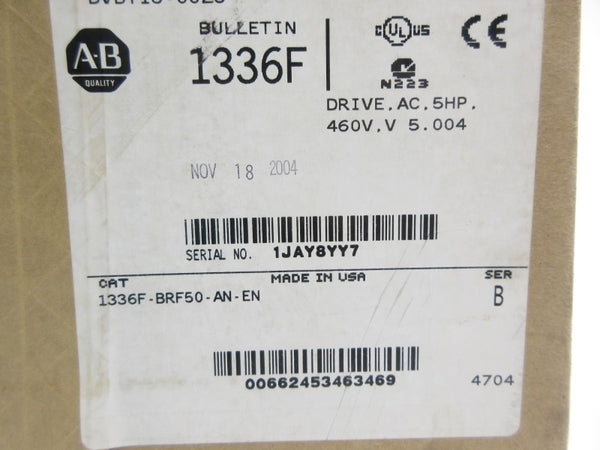 A·B
QUALITY
BULLETIN
1336F
c UL US
CE
N223
DRIVE,AC,5HP,
460V,V 5.004
NOV 18 2004
SERIAL NO. 1JAY8YY7
CAT MADE IN USA SER
1336F-BRF50-AN-EN B
00662453463469
4704